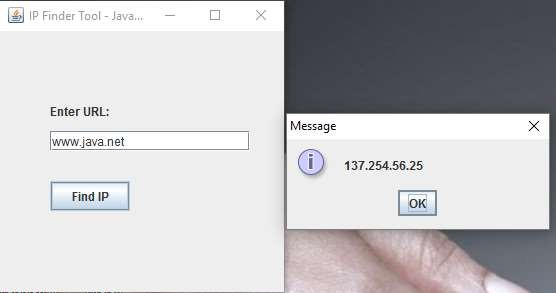 IP Finder Tool - Java...
Enter URL:
www.java.net
Find IP
Message
137.254.56.25
OK